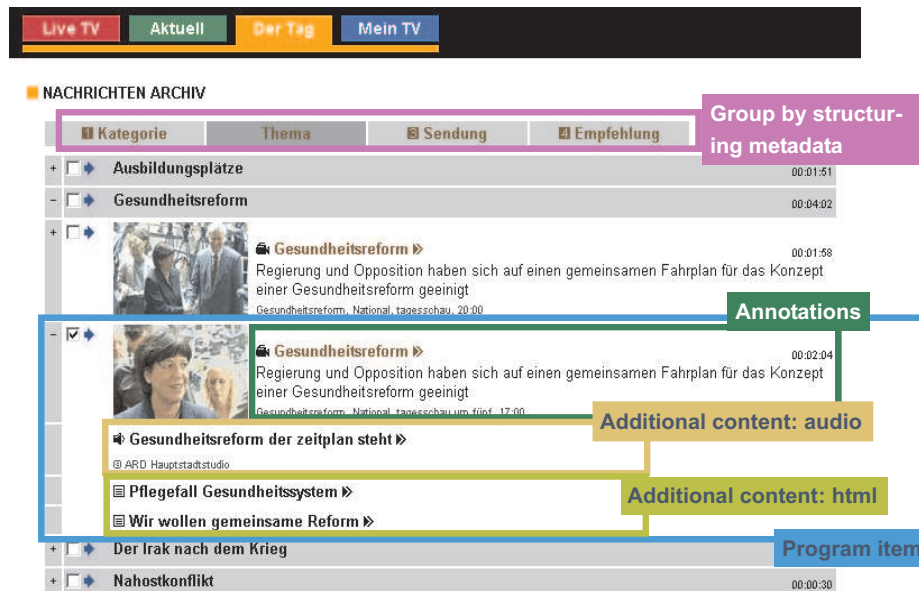 Live TV Aktuell Der Tag Mein TV
NACHRICHTEN ARCHIV
Group by structur-
ing metadata
1 Kategorie Thema 3 Sendung 4 Empfehlung
+ Ausbildungsplätze 00:01:51
- Gesundheitsreform 00:04:02
+ Gesundheitsreform » 00:01:58
Regierung und Opposition haben sich auf einen gemeinsamen Fahrplan für das Konzept
einer Gesundheitsreform geeinigt
Gesundheitsreform, National, tagesschau, 20:00
Annotations
- Gesundheitsreform » 00:02:04
Regierung und Opposition haben sich auf einen gemeinsamen Fahrplan für das Konzept
einer Gesundheitsreform geeinigt
Gesundheitsreform, National, tagesschau um fünf, 17:00
Additional content: audio
Gesundheitsreform der zeitplan steht »
@ ARD Hauptstadtstudio
Additional content: html
Pflegefall Gesundheitssystem »
Wir wollen gemeinsame Reform »
Program item
+ Der Irak nach dem Krieg
+ Nahostkonflikt 00:00:30